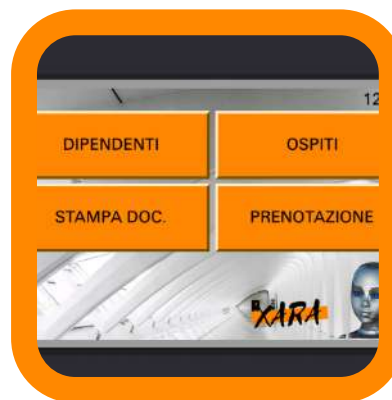 12
DIPENDENTI
OSPITI
STAMPA DOC.
PRENOTAZIONE
XARA